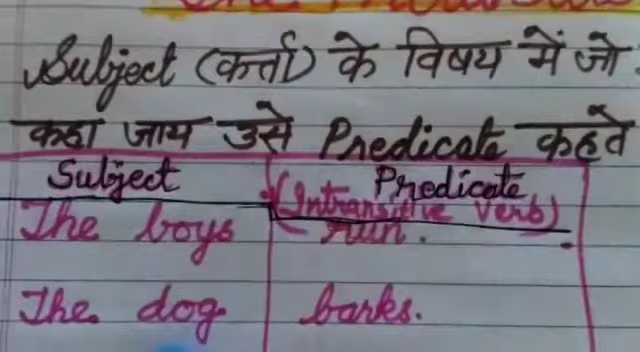 Subject (कर्त्ता) के विषय में जो
कहा जाय उसे Predicate कहते
Subject Predicate
(Intransitive Verb)
The boys run.
The dog barks.